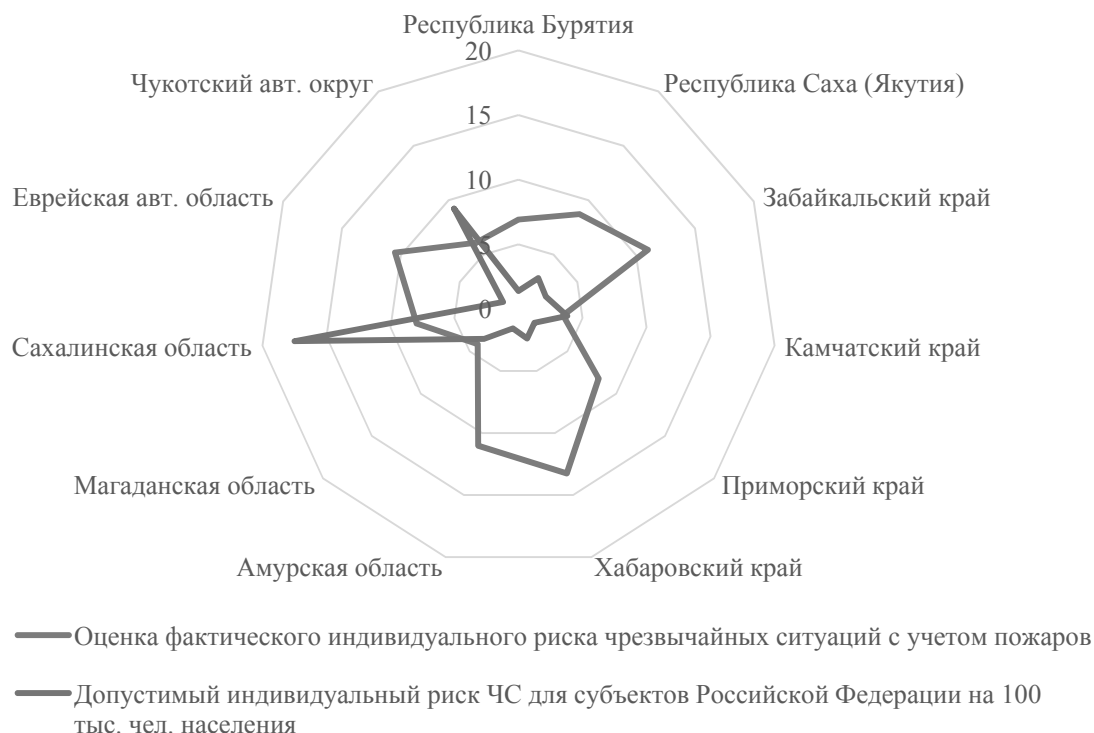 Республика Бурятия
20
Чукотский авт. округ
Республика Саха (Якутия)
15
10
Еврейская авт. область
Забайкальский край
5
0
Сахалинская область
Камчатский край
Магаданская область
Приморский край
Амурская область
Хабаровский край
Оценка фактического индивидуального риска чрезвычайных ситуаций с учетом пожаров
Допустимый индивидуальный риск ЧС для субъектов Российской Федерации на 100
тыс. чел. населения